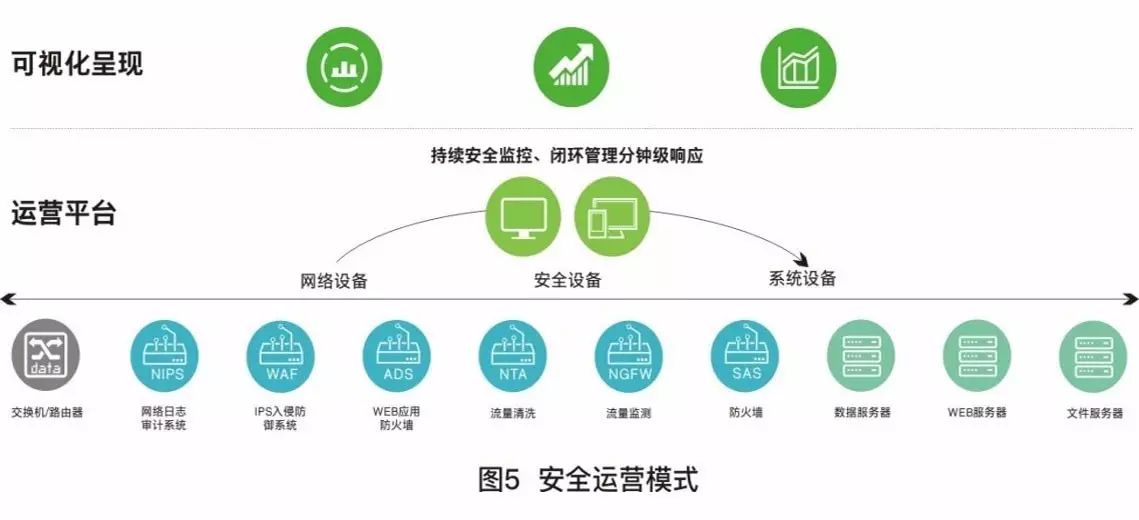 可视化呈现
持续安全监控、闭环管理分钟级响应
运营平台
网络设备
安全设备
系统设备
data
NIPS
WAF
ADS
NTA
NGFW
SAS
交换机/路由器
网络日志
审计系统
IPS入侵防
御系统
WEB应用
防火墙
流量清洗
流量监测
防火墙
数据服务器
WEB服务器
文件服务器
图5 安全运营模式